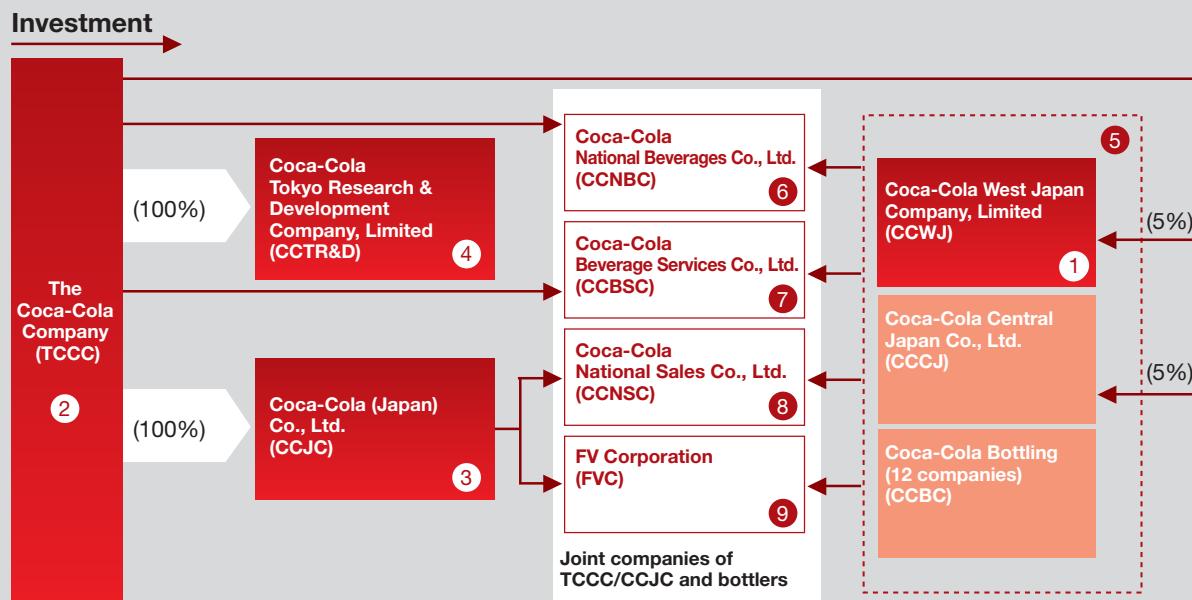 Investment
The
Coca-Cola
Company
(TCCC)
2
(100%)
Coca-Cola
Tokyo Research &
Development
Company, Limited
(CCTR&D)
4
(100%)
Coca-Cola (Japan)
Co., Ltd.
(CCJC)
3
Coca-Cola
National Beverages Co., Ltd.
(CCNBC)
6
Coca-Cola
Beverage Services Co., Ltd.
(CCBSC)
7
Coca-Cola
National Sales Co., Ltd.
(CCNSC)
8
FV Corporation
(FVC)
9
Joint companies of
TCCC/CCJC and bottlers
5
Coca-Cola West Japan
Company, Limited
(CCWJ)
1
Coca-Cola Central
Japan Co., Ltd.
(CCCJ)
Coca-Cola Bottling
(12 companies)
(CCBC)
(5%)
(5%)